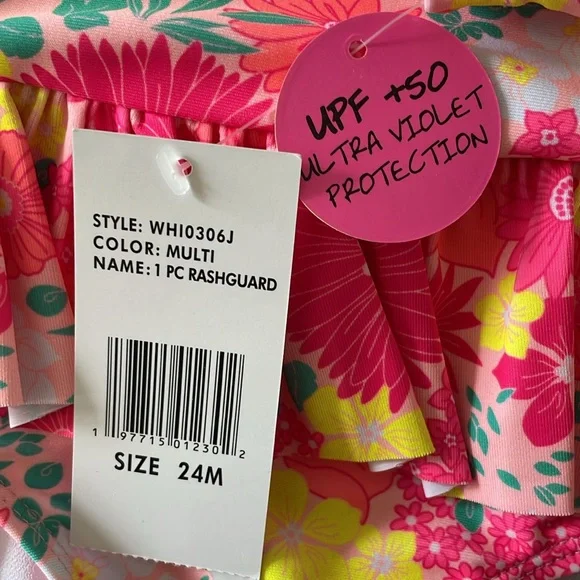 UPF +50
ULTRA VIOLET
PROTECTION
STYLE: WHI0306J
COLOR: MULTI
NAME: 1 PC RASHGUARD
1 97715 01230 2
SIZE 24M